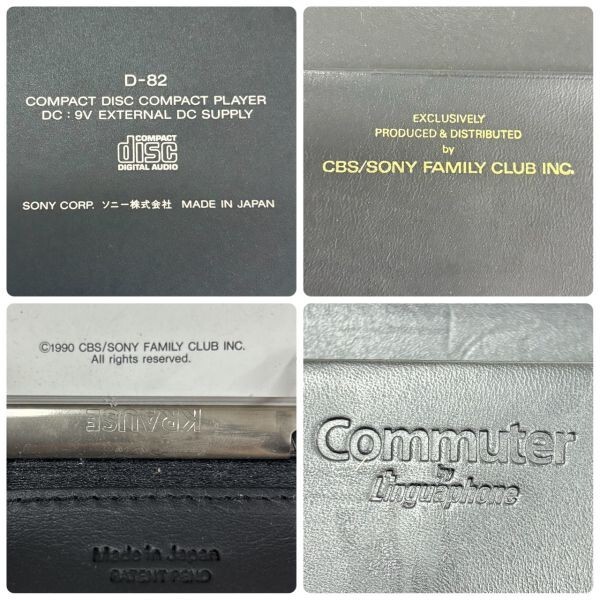 D-82
COMPACT DISC COMPACT PLAYER
DC : 9V EXTERNAL DC SUPPLY
COMPACT
disc
DIGITAL AUDIO
SONY CORP. ソニー株式会社 MADE IN JAPAN
EXCLUSIVELY
PRODUCED & DISTRIBUTED
by
CBS/SONY FAMILY CLUB INC.
©1990 CBS/SONY FAMILY CLUB INC.
All rights reserved.
KRAUSE
Made in Japan
PATENT PEND
Commuter
by
Linguaphone